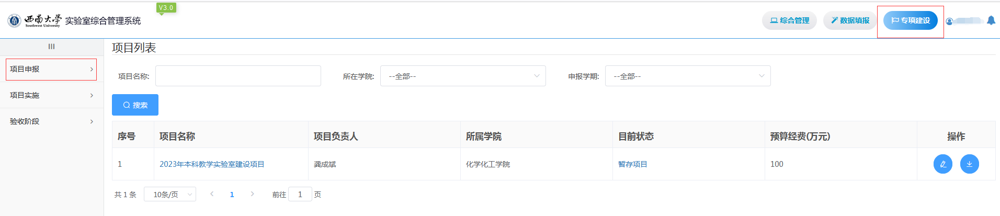 V3.0
西南大学 实验室综合管理系统
Southwest University
综合管理 数据填报 专项建设
项目列表
项目申报
项目实施
验收阶段
项目名称: 所在学院: --全部-- 申报学期: --全部--
搜索
序号 项目名称 项目负责人 所属学院 目前状态 预算经费(万元) 操作
1 2023年本科教学实验室建设项目 龚成斌 化学化工学院 暂存项目 100
共 1 条 10条/页 1 前往 1 页